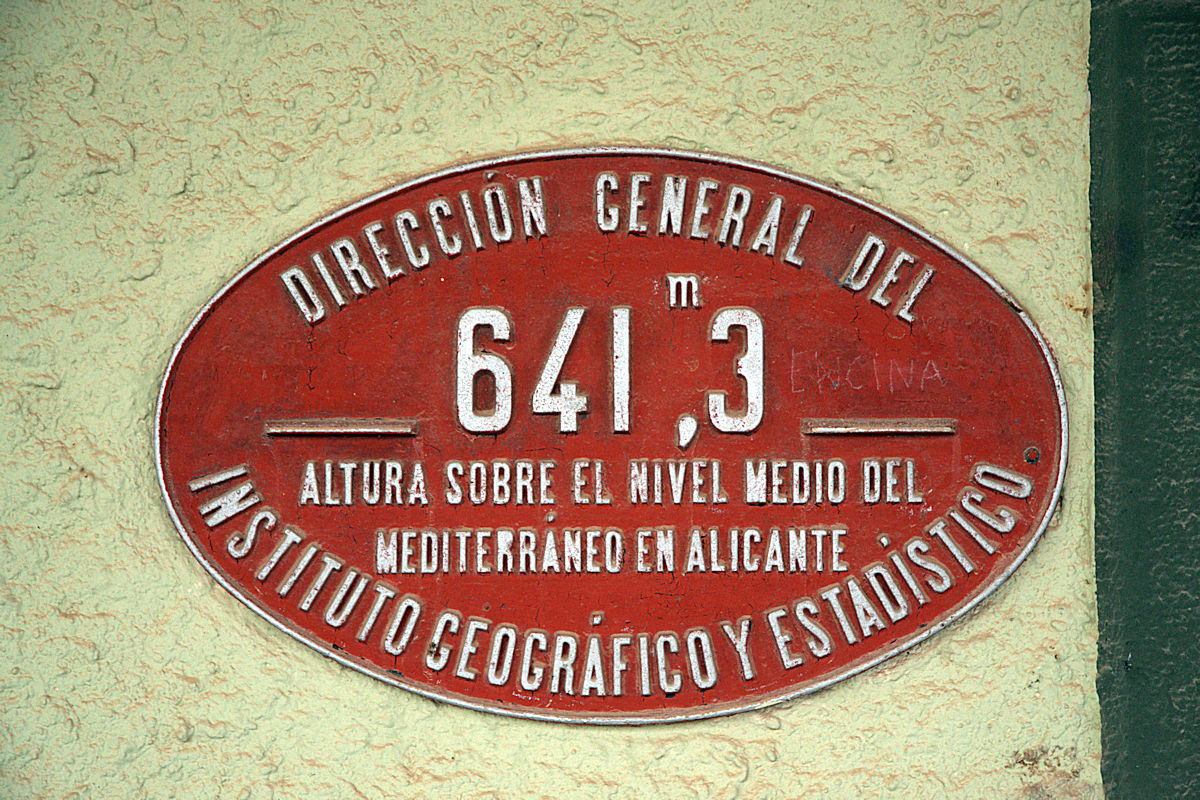 DIRECCIÓN GENERAL DEL
641,3 m
ENCINA
ALTURA SOBRE EL NIVEL MEDIO DEL
MEDITERRÁNEO EN ALICANTE
INSTITUTO GEOGRÁFICO Y ESTADÍSTICO